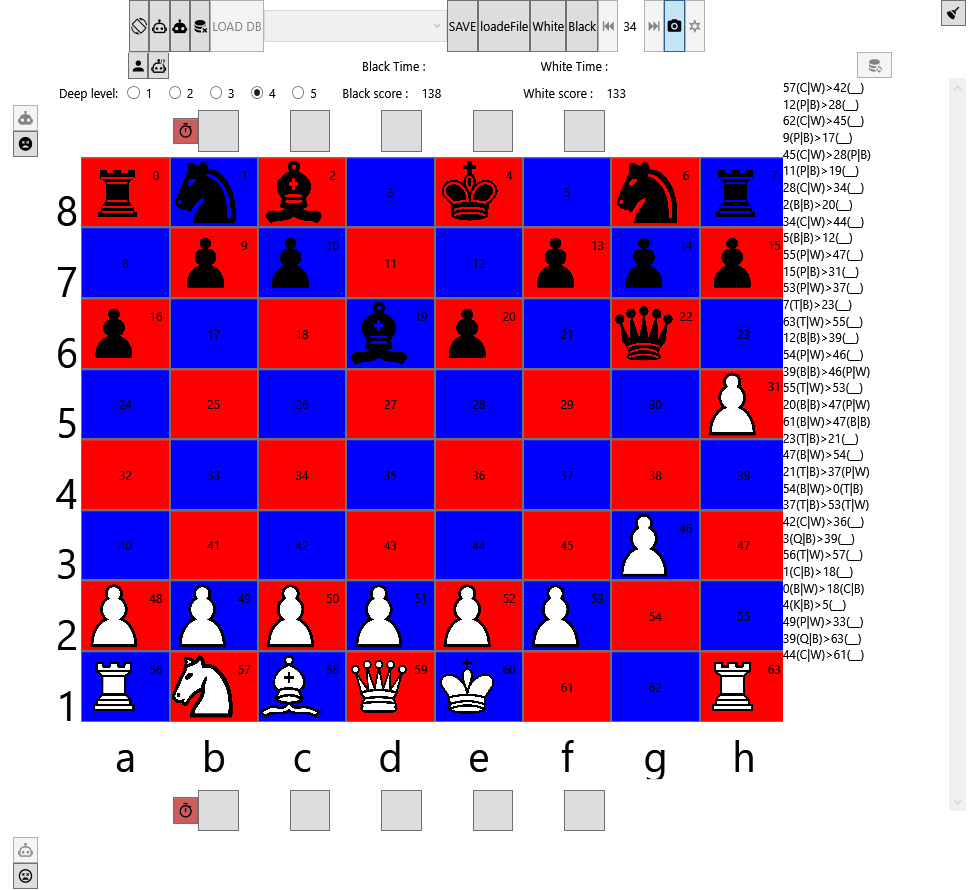 LOAD DB SAVE loadeFile White Black 34
Black Time : White Time :
Deep level: 1 2 3 4 5 Black score : 138 White score : 133
8 0 1 2 3 4 5 6 7
7 8 9 10 11 12 13 14 15
6 16 17 18 19 20 21 22 23
5 24 25 26 27 28 29 30 31
4 32 33 34 35 36 37 38 39
3 40 41 42 43 44 45 46 47
2 48 49 50 51 52 53 54 55
1 56 57 58 59 60 61 62 63
a b c d e f g h
57(C|W)>42(__)
12(P|B)>28(__)
62(C|W)>45(__)
9(P|B)>17(__)
45(C|W)>28(P|B)
11(P|B)>19(__)
28(C|W)>34(__)
2(B|B)>20(__)
34(C|W)>44(__)
5(B|B)>12(__)
55(P|W)>47(__)
15(P|B)>31(__)
53(P|W)>37(__)
7(T|B)>23(__)
63(T|W)>55(__)
12(B|B)>39(__)
54(P|W)>46(__)
39(B|B)>46(P|W)
55(T|W)>53(__)
20(B|B)>47(P|W)
61(B|W)>47(B|B)
23(T|B)>21(__)
47(B|W)>54(__)
21(T|B)>37(P|W)
54(B|W)>0(T|B)
37(T|B)>53(T|W)
42(C|W)>36(__)
3(Q|B)>39(__)
56(T|W)>57(__)
1(C|B)>18(__)
0(B|W)>18(C|B)
4(K|B)>5(__)
49(P|W)>33(__)
39(Q|B)>63(__)
44(C|W)>61(__)